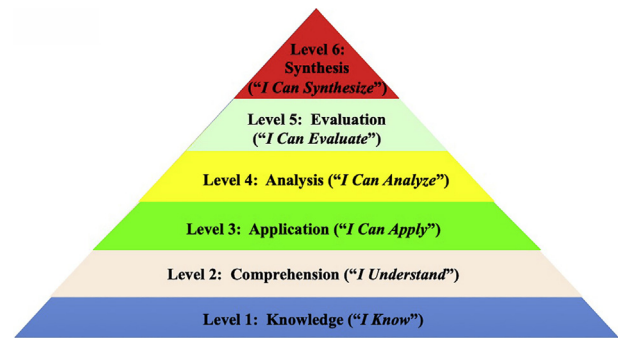 Level 6:
Synthesis
(“I Can Synthesize”)
Level 5:  Evaluation
(“I Can Evaluate”)
Level 4:  Analysis (“I Can Analyze”)
Level 3:  Application (“I Can Apply”)
Level 2:  Comprehension (“I Understand”)
Level 1:  Knowledge (“I Know”)